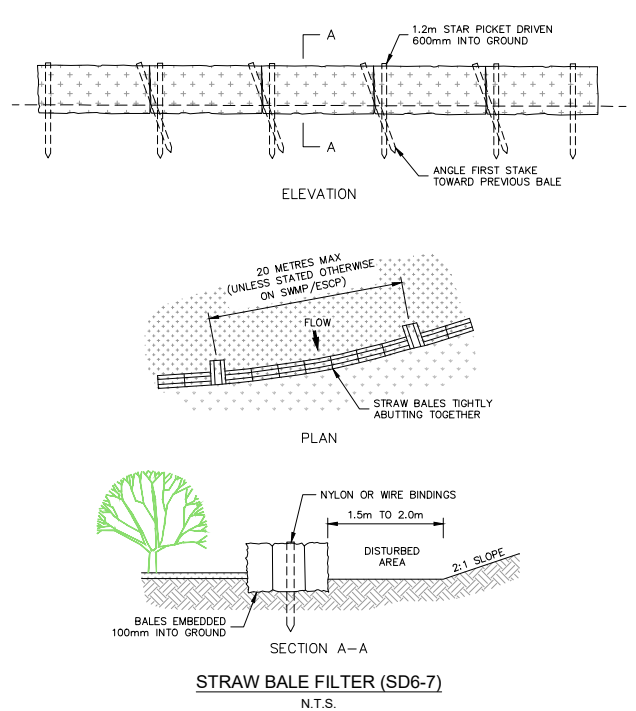 A
1.2m STAR PICKET DRIVEN
600mm INTO GROUND
A
ANGLE FIRST STAKE
TOWARD PREVIOUS BALE
ELEVATION
20 METRES MAX
(UNLESS STATED OTHERWISE
ON SWMP/ESCP)
FLOW
STRAW BALES TIGHTLY
ABUTTING TOGETHER
PLAN
NYLON OR WIRE BINDINGS
1.5m TO 2.0m
DISTURBED
AREA
2:1 SLOPE
BALES EMBEDDED
100mm INTO GROUND
SECTION A-A
STRAW BALE FILTER (SD6-7)
N.T.S.